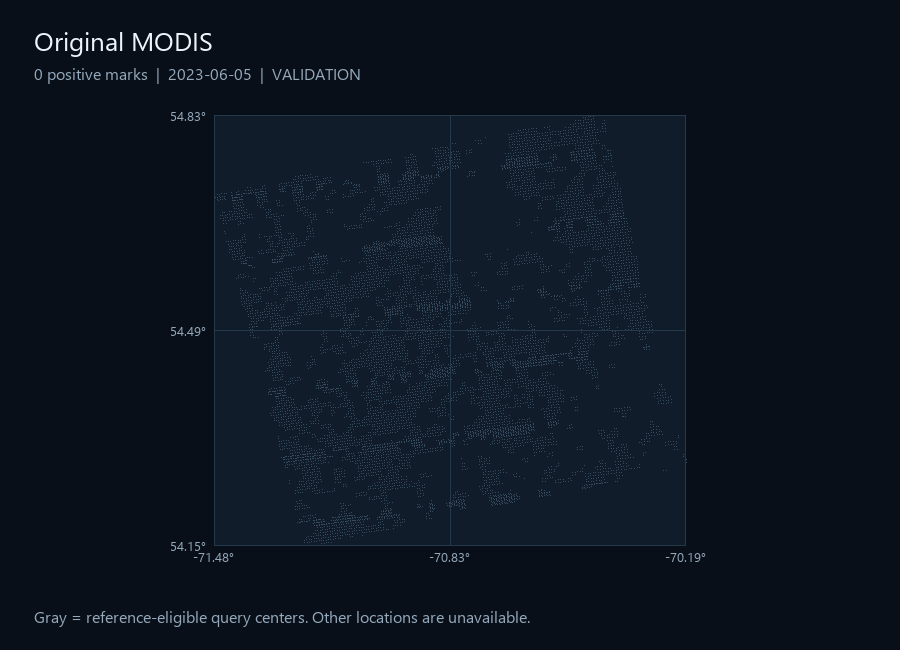 Original MODIS
0 positive marks | 2023-06-05 | VALIDATION
54.83°
54.49°
54.15°
-71.48°
-70.83°
-70.19°
Gray = reference-eligible query centers. Other locations are unavailable.